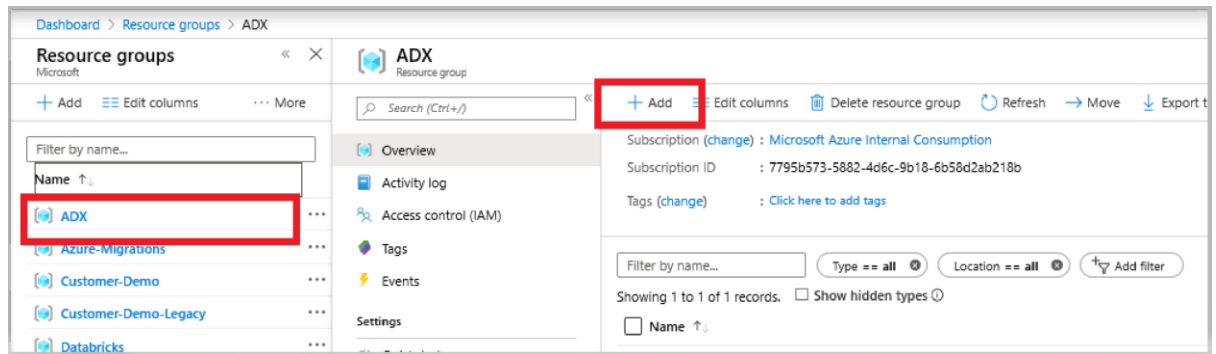 Dashboard > Resource groups > ADX
Resource groups
Microsoft
+ Add Edit columns ··· More
Filter by name...
Name ↑↓
ADX ···
Azure-Migrations ···
Customer-Demo ···
Customer-Demo-Legacy ···
Databricks ···
ADX
Resource group
Search (Ctrl+/)
Overview
Activity log
Access control (IAM)
Tags
Events
Settings
+ Add Edit columns Delete resource group Refresh → Move Export t
Subscription (change) : Microsoft Azure Internal Consumption
Subscription ID : 7795b573-5882-4d6c-9b18-6b58d2ab218b
Tags (change) : Click here to add tags
Filter by name... Type == all Location == all Add filter
Showing 1 to 1 of 1 records. Show hidden types
Name ↑↓